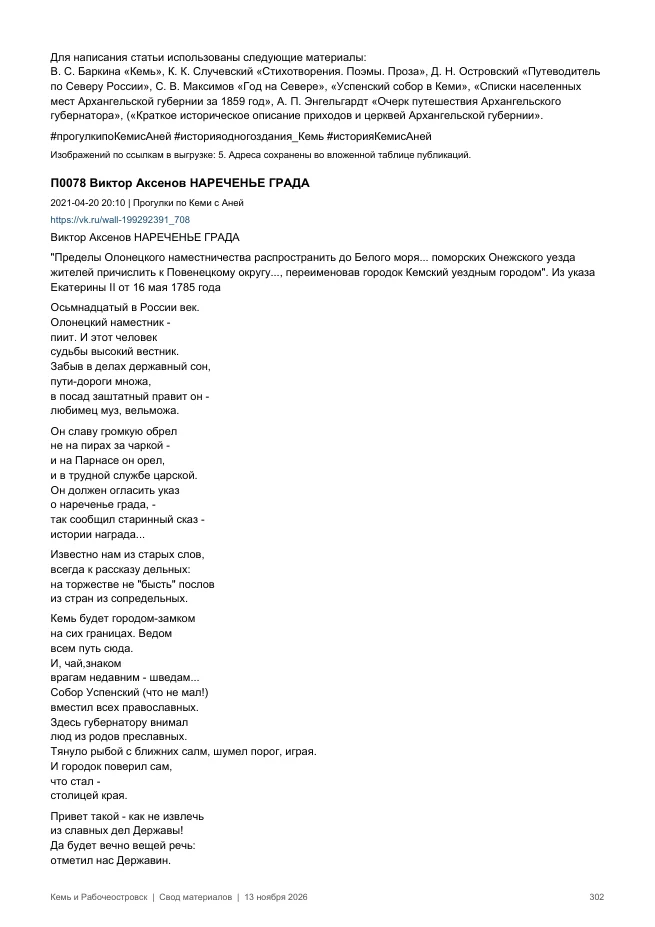 Для написания статьи использованы следующие материалы:
В. С. Баркина «Кемь», К. К. Случевский «Стихотворения. Поэмы. Проза», Д. Н. Островский «Путеводитель
по Северу России», С. В. Максимов «Год на Севере», «Успенский собор в Кеми», «Списки населенных
мест Архангельской губернии за 1859 год», А. П. Энгельгардт «Очерк путешествия Архангельского
губернатора», («Краткое историческое описание приходов и церквей Архангельской губернии».
#прогулкипоКемисАней #историяодногоздания_Кемь #историяКемисАней
Изображений по ссылкам в выгрузке: 5. Адреса сохранены во вложенной таблице публикаций.
П0078 Виктор Аксенов НАРЕЧЕНЬЕ ГРАДА
2021-04-20 20:10 | Прогулки по Кеми с Аней
https://vk.ru/wall-199292391_708
Виктор Аксенов НАРЕЧЕНЬЕ ГРАДА
"Пределы Олонецкого наместничества распространить до Белого моря... поморских Онежского уезда
жителей причислить к Повенецкому округу..., переименовав городок Кемский уездным городом". Из указа
Екатерины II от 16 мая 1785 года
Осьмнадцатый в России век.
Олонецкий наместник -
пиит. И этот человек
судьбы высокий вестник.
Забыв в делах державный сон,
пути-дороги множа,
в посад заштатный правит он -
любимец муз, вельможа.
Он славу громкую обрел
не на пирах за чаркой -
и на Парнасе он орел,
и в трудной службе царской.
Он должен огласить указ
о нареченье града, -
так сообщил старинный сказ -
истории награда...
Известно нам из старых слов,
всегда к рассказу дельных:
на торжестве не "бысть" послов
из стран из сопредельных.
Кемь будет городом-замком
на сих границах. Ведом
всем путь сюда.
И, чай,знаком
врагам недавним - шведам...
Собор Успенский (что не мал!)
вместил всех православных.
Здесь губернатору внимал
люд из родов преславных.
Тянуло рыбой с ближних салм, шумел порог, играя.
И городок поверил сам,
что стал -
столицей края.
Привет такой - как не извлечь
из славных дел Державы!
Да будет вечно вещей речь:
отметил нас Державин.
Кемь и Рабочеостровск | Свод материалов | 13 ноября 2026
302